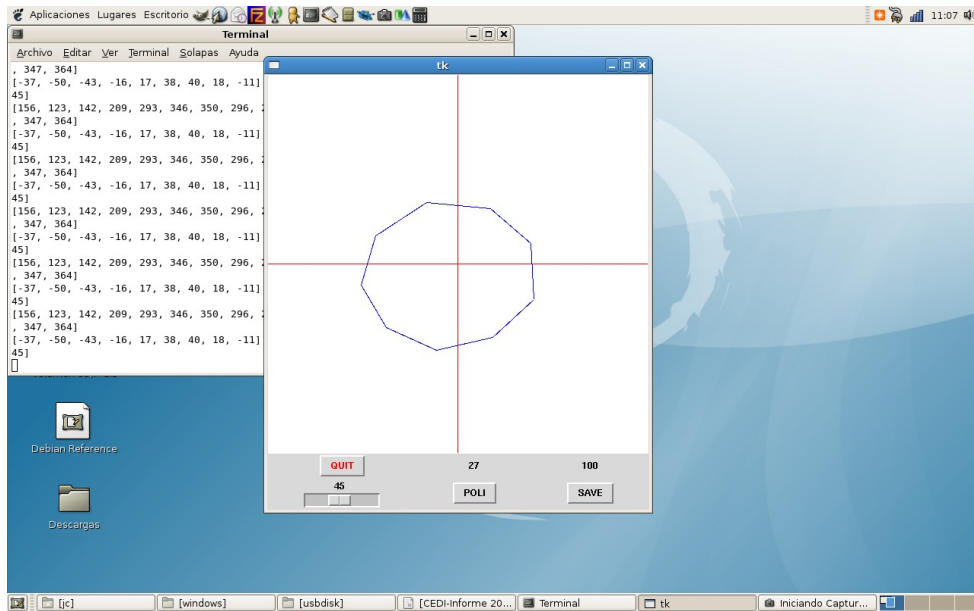 Aplicaciones Lugares Escritorio
11:07
Terminal
Archivo Editar Ver Terminal Solapas Ayuda
, 347, 364]
[-37, -50, -43, -16, 17, 38, 40, 18, -11]
45]
[156, 123, 142, 209, 293, 346, 350, 296,
, 347, 364]
[-37, -50, -43, -16, 17, 38, 40, 18, -11]
45]
[156, 123, 142, 209, 293, 346, 350, 296,
, 347, 364]
[-37, -50, -43, -16, 17, 38, 40, 18, -11]
45]
[156, 123, 142, 209, 293, 346, 350, 296,
, 347, 364]
[-37, -50, -43, -16, 17, 38, 40, 18, -11]
45]
[156, 123, 142, 209, 293, 346, 350, 296,
, 347, 364]
[-37, -50, -43, -16, 17, 38, 40, 18, -11]
45]
[156, 123, 142, 209, 293, 346, 350, 296,
, 347, 364]
[-37, -50, -43, -16, 17, 38, 40, 18, -11]
45]
tk
QUIT 27 100
45 POLI SAVE
Debian Reference
Descargas
[jc] [windows] [usbdisk] [CEDI-Informe 20... Terminal tk Iniciando Captur...